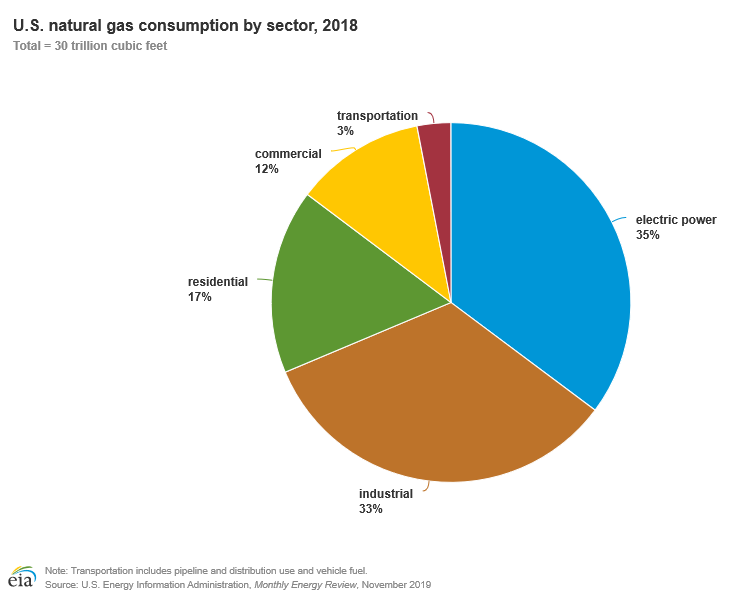 U.S. natural gas consumption by sector, 2018
Total = 30 trillion cubic feet
transportation
3%
commercial
12%
electric power
35%
residential
17%
industrial
33%
eia
Note: Transportation includes pipeline and distribution use and vehicle fuel.
Source: U.S. Energy Information Administration, Monthly Energy Review, November 2019